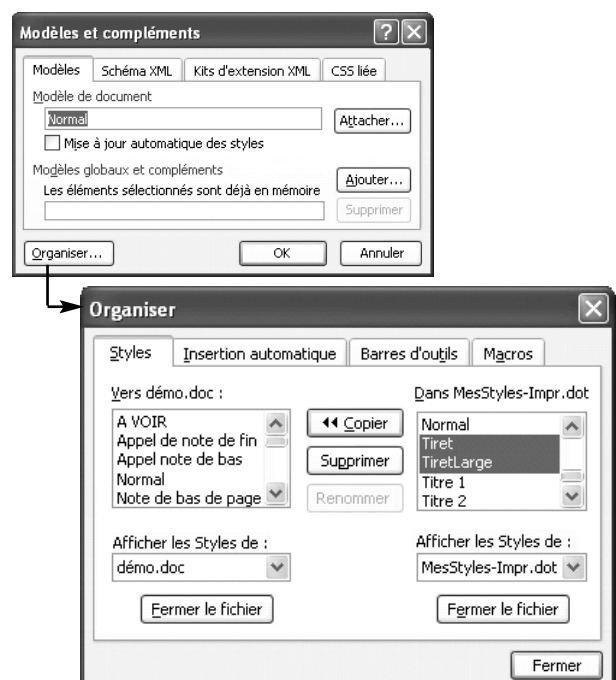 Modèles et compléments
Modèles Schéma XML Kits d'extension XML CSS liée
Modèle de document
Normal
Attacher...
Mise à jour automatique des styles
Modèles globaux et compléments
Ajouter...
Les éléments sélectionnés sont déjà en mémoire
Supprimer
Organiser... OK Annuler
Organiser
Styles Insertion automatique Barres d'outils Macros
Vers démo.doc : Dans MesStyles-Impr.dot
A VOIR
Appel de note de fin
Appel note de bas
Normal
Note de bas de page
Copier
Supprimer
Renommer
Normal
Tiret
TiretLarge
Titre 1
Titre 2
Afficher les Styles de : Afficher les Styles de :
démo.doc MesStyles-Impr.dot
Fermer le fichier Fermer le fichier
Fermer